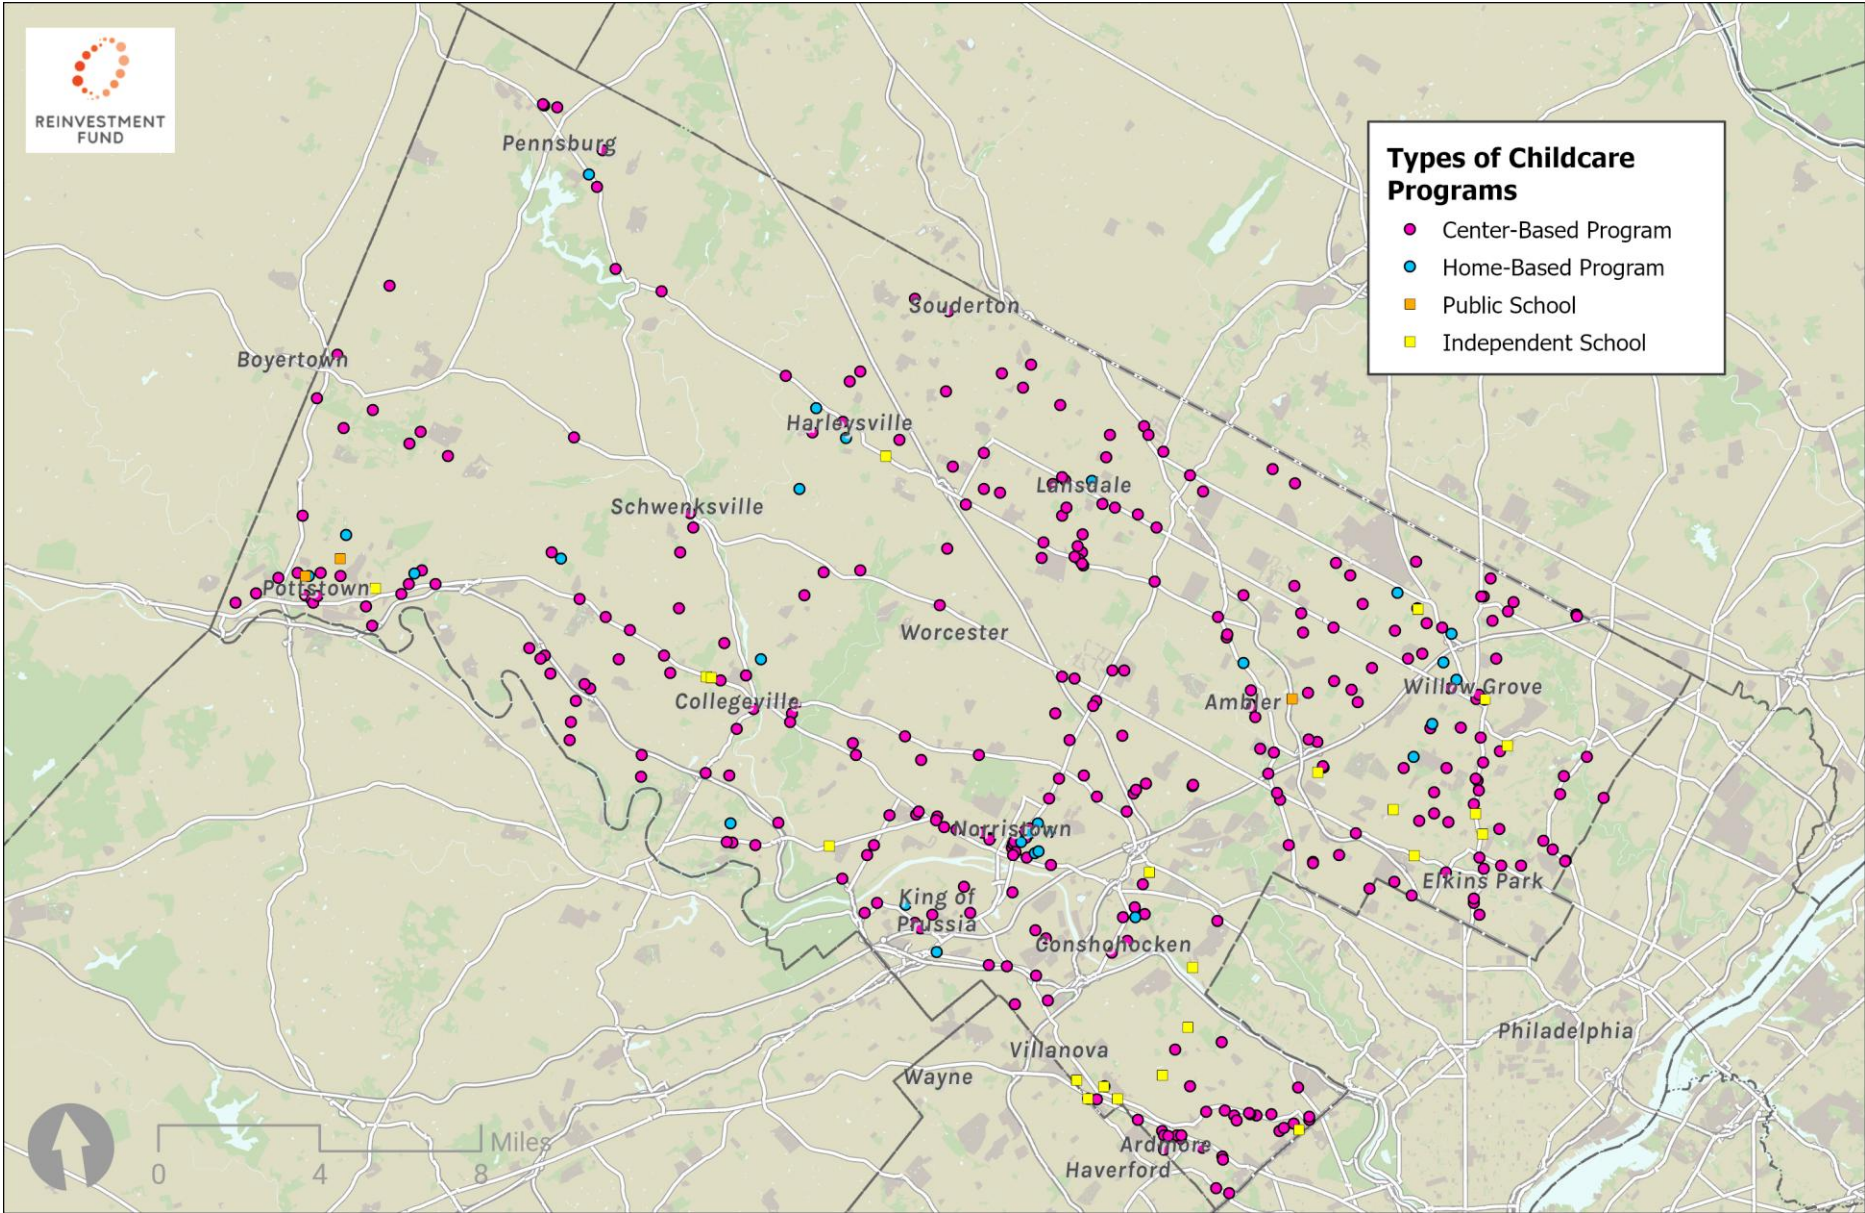 REINVESTMENT
FUND
Types of Childcare
Programs
Center-Based Program
Home-Based Program
Public School
Independent School
Pennsburg
Souderton
Boyertown
Harleysville
Lansdale
Schwenksville
Pottstown
Worcester
Willow Grove
Collegeville
Ambler
Norristown
Elkins Park
King of
Prussia
Conshohocken
Philadelphia
Villanova
Wayne
Ardmore
Haverford
Miles
0 4 8